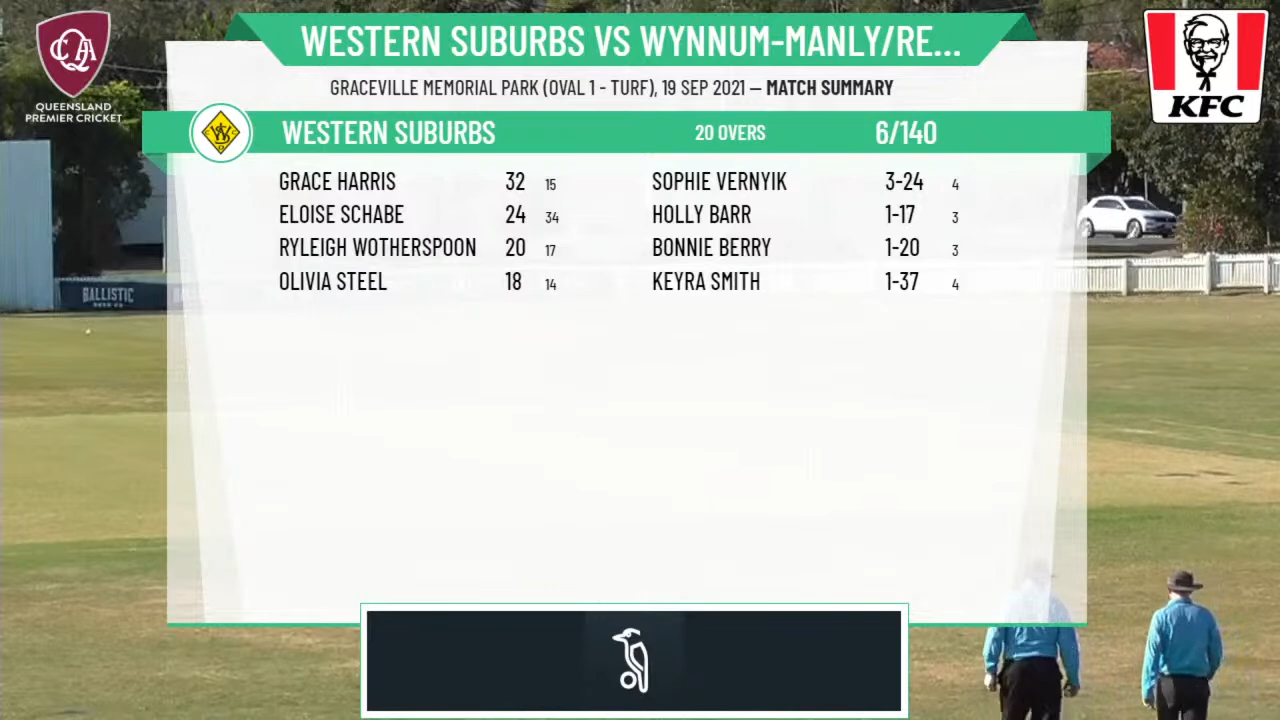 WESTERN SUBURBS VS WYNNUM-MANLY/RE...
GRACEVILLE MEMORIAL PARK (OVAL 1 - TURF), 19 SEP 2021 – MATCH SUMMARY
QUEENSLAND
PREMIER CRICKET
KFC
WESTERN SUBURBS 20 OVERS 6/140
GRACE HARRIS 32 15 SOPHIE VERNYIK 3-24 4
ELOISE SCHABE 24 34 HOLLY BARR 1-17 3
RYLEIGH WOTHERSPOON 20 17 BONNIE BERRY 1-20 3
OLIVIA STEEL 18 14 KEYRA SMITH 1-37 4
BALLISTIC